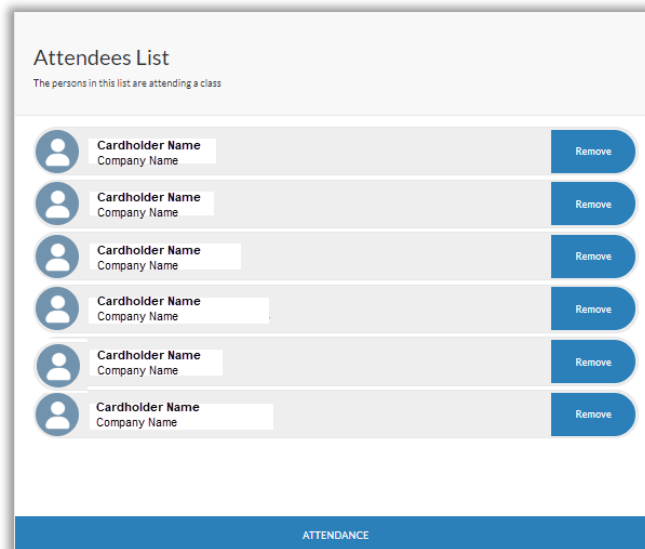 Attendees List
The persons in this list are attending a class
Cardholder Name
Company Name
Remove
Cardholder Name
Company Name
Remove
Cardholder Name
Company Name
Remove
Cardholder Name
Company Name
Remove
Cardholder Name
Company Name
Remove
Cardholder Name
Company Name
Remove
ATTENDANCE